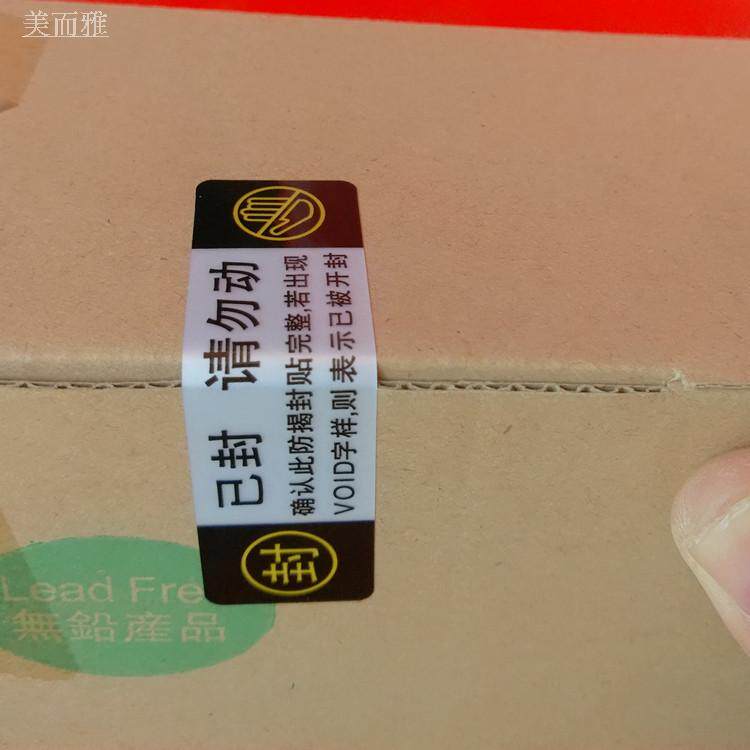 美而雅
已封 请勿动
确认此防揭封贴完整,若出现
VOID字样,则表示已被开封
封
Lead Fre
無鉛産品